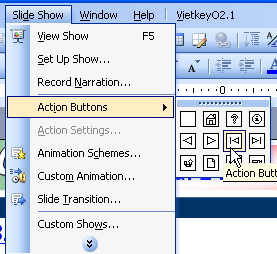 Slide Show Window Help VietkeyO2.1
View Show F5
Set Up Show...
Record Narration...
Action Buttons
Action Settings...
Animation Schemes...
Custom Animation...
Slide Transition...
Custom Shows...
Action Butt